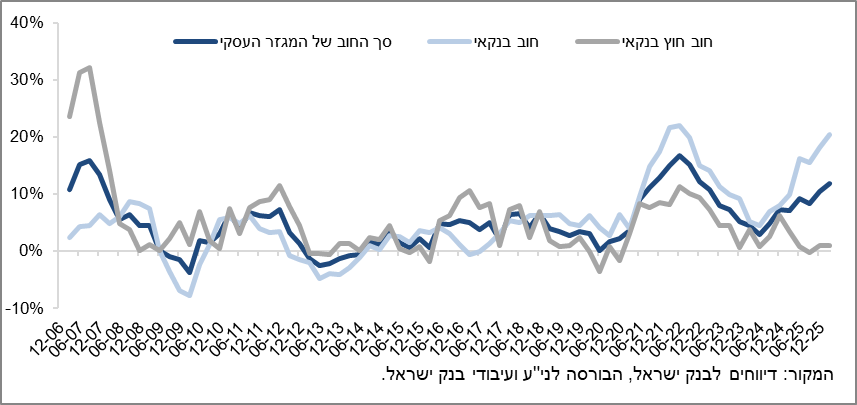 40%
סך החוב של המגזר העסקי חוב בנקאי חוב חוץ בנקאי
30%
20%
10%
0%
-10%
12-06 06-07 12-07 06-08 12-08 06-09 12-09 06-10 12-10 06-11 12-11 06-12 12-12 06-13 12-13 06-14 12-14 06-15 12-15 06-16 12-16 06-17 12-17 06-18 12-18 06-19 12-19 06-20 12-20 06-21 12-21 06-22 12-22 06-23 12-23 06-24 12-24 06-25 12-25
המקור: דיווחים לבנק ישראל, הבורסה לני"ע ועיבודי בנק ישראל.